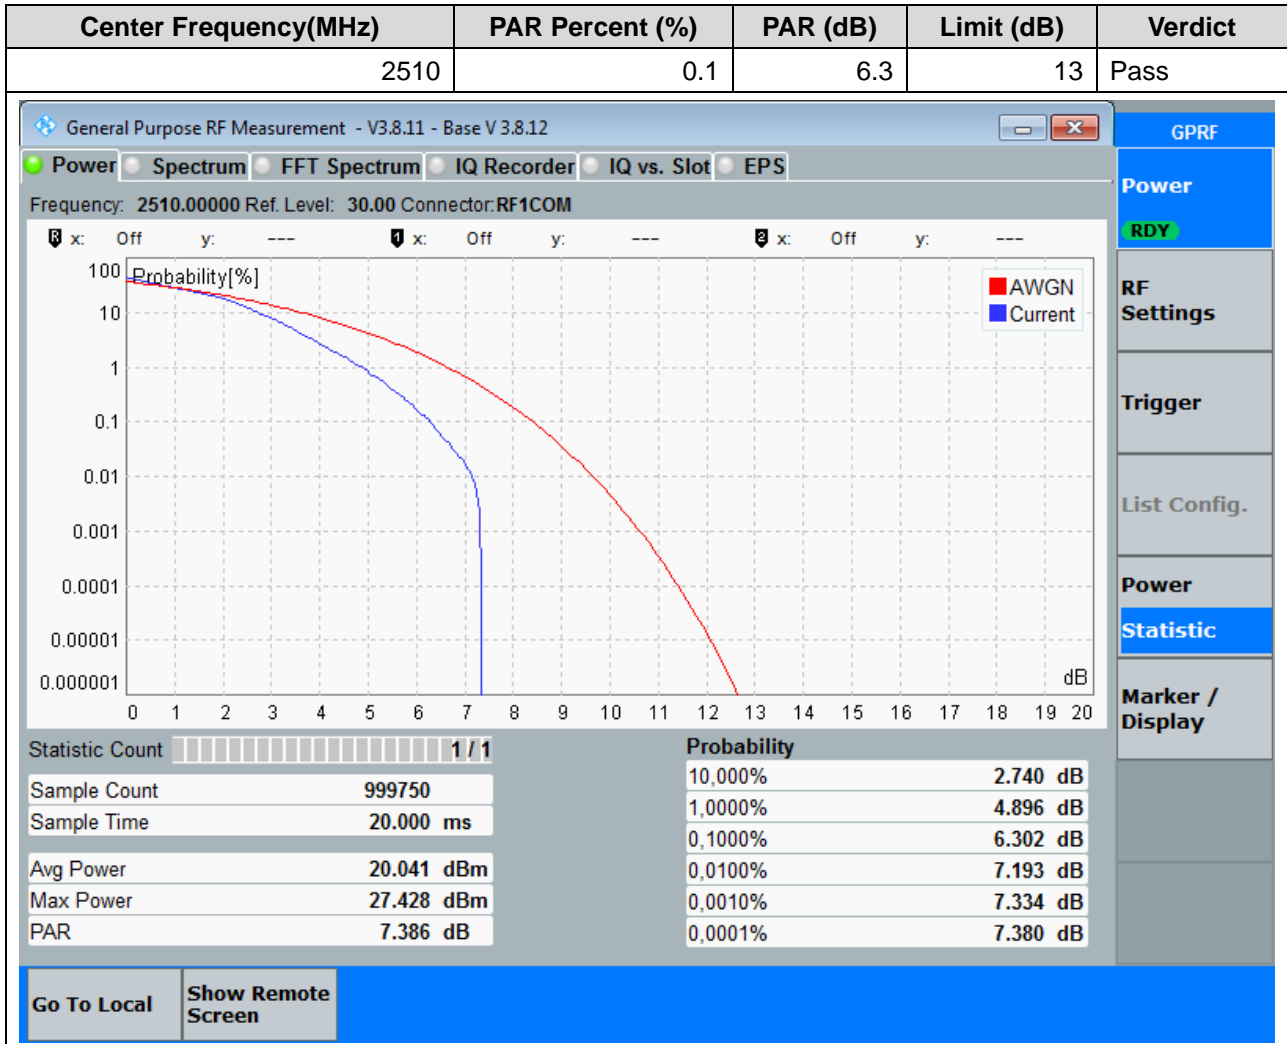 Center Frequency(MHz) PAR Percent (%) PAR (dB) Limit (dB) Verdict
2510 0.1 6.3 13 Pass
General Purpose RF Measurement - V3.8.11 - Base V 3.8.12
GPRF
Power Spectrum FFT Spectrum IQ Recorder IQ vs. Slot EPS
Power
RDY
Frequency: 2510.00000 Ref. Level: 30.00 Connector:RF1COM
R x: Off y: --- 1 x: Off y: --- 2 x: Off y: ---
Probability[%]
AWGN
Current
100
10
1
0.1
0.01
0.001
0.0001
0.00001
0.000001
dB
0 1 2 3 4 5 6 7 8 9 10 11 12 13 14 15 16 17 18 19 20
RF
Settings
Trigger
List Config.
Power
Statistic
Marker /
Display
Statistic Count 1 / 1
Sample Count 999750
Sample Time 20.000 ms
Avg Power 20.041 dBm
Max Power 27.428 dBm
PAR 7.386 dB
Probability
10,000% 2.740 dB
1,0000% 4.896 dB
0,1000% 6.302 dB
0,0100% 7.193 dB
0,0010% 7.334 dB
0,0001% 7.380 dB
Go To Local
Show Remote
Screen